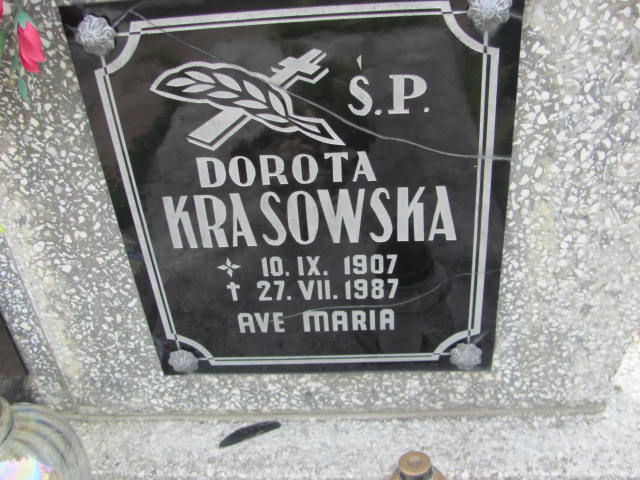 Ś.P.
DOROTA
KRASOWSKA
10. IX. 1907
✝ 27. VII. 1987
AVE MARIA